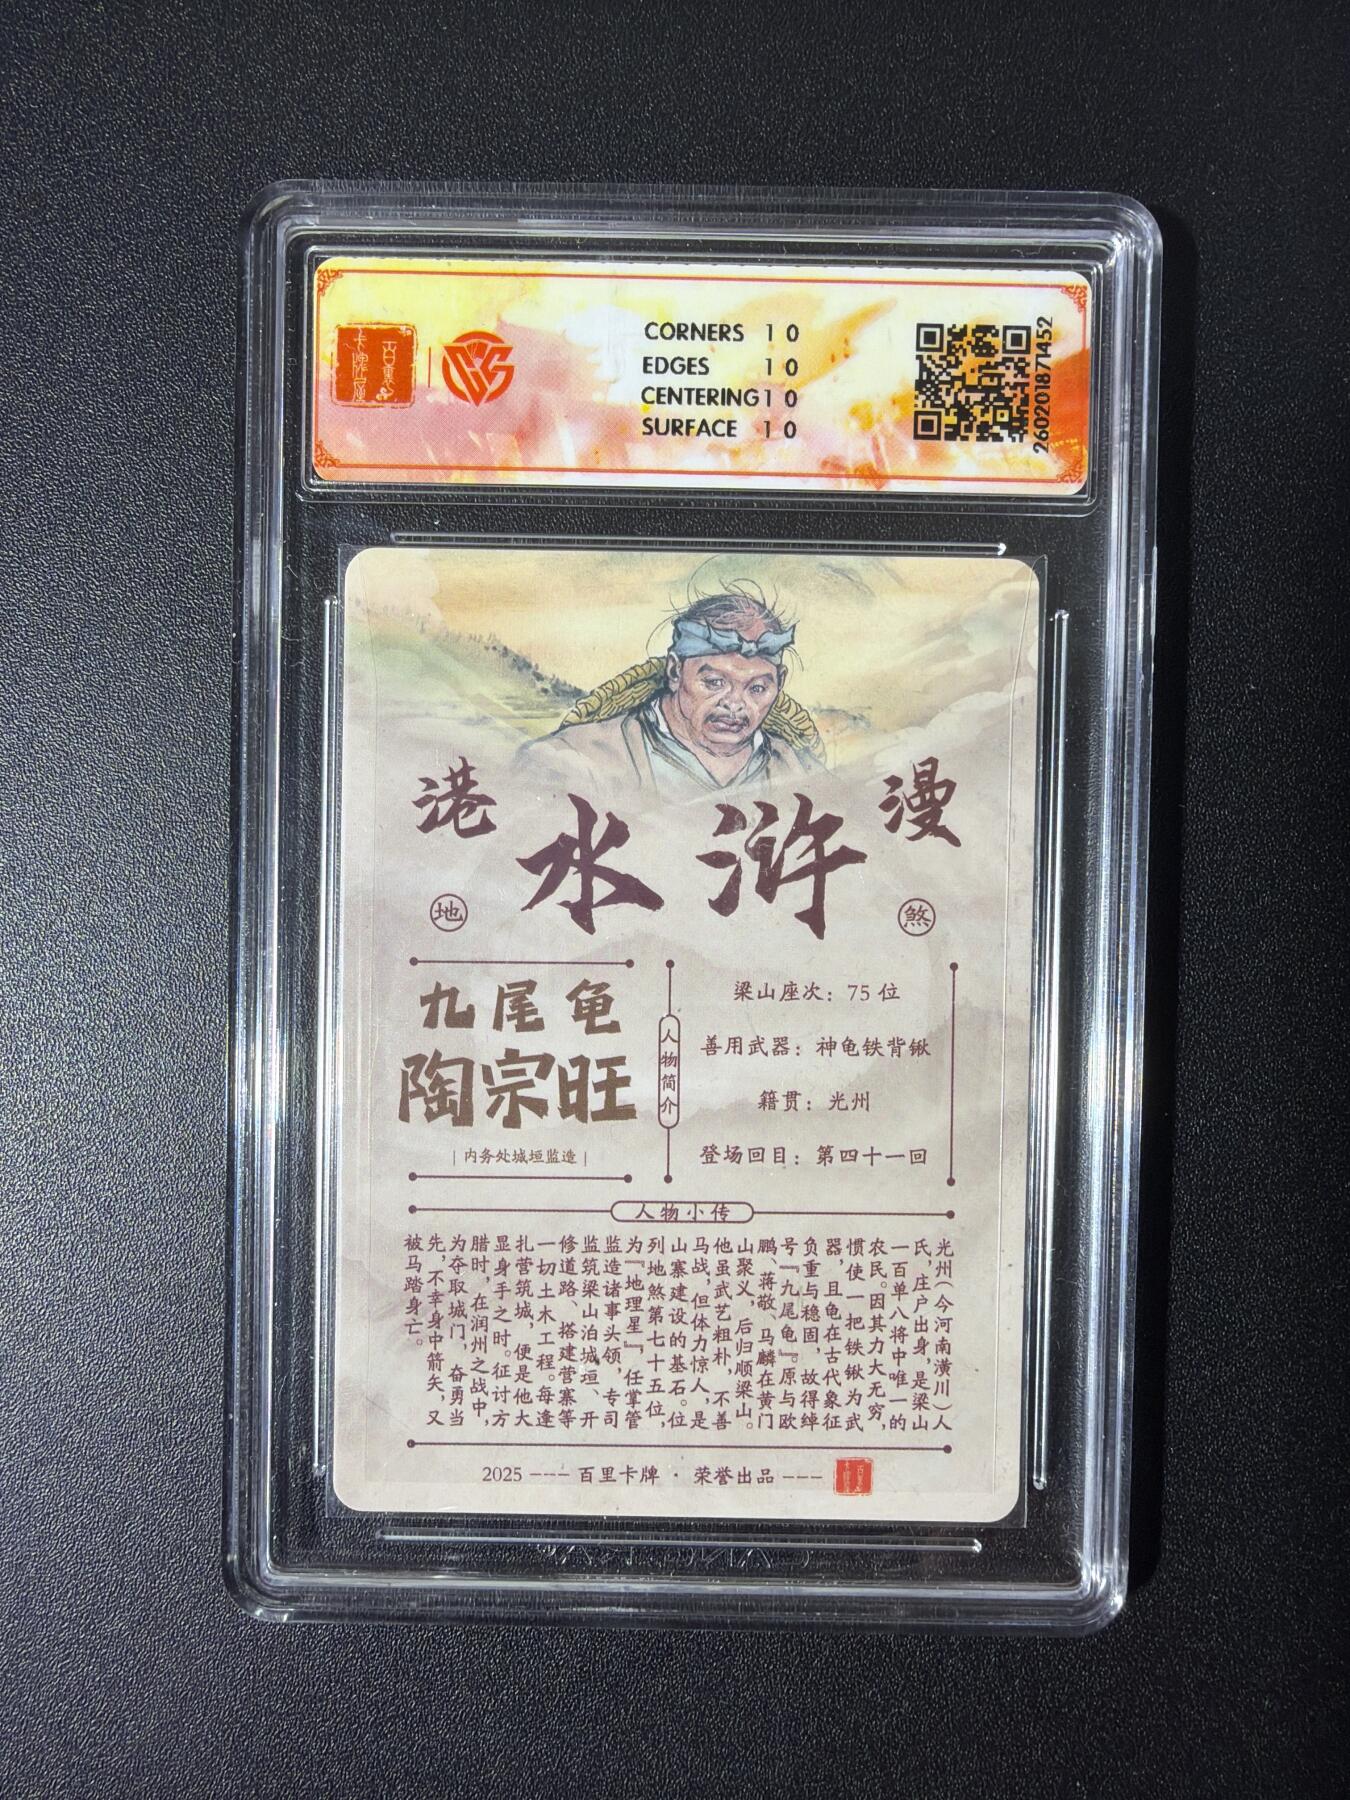 CORNERS 10
EDGES 10
CENTERING 10
SURFACE 10
260201871452
港水浒漫
地
煞
九尾龟
陶宗旺
|内务处城垣监造|
人物简介
梁山座次：75 位
善用武器：神龟铁背锹
籍贯：光州
登场回目：第四十一回
人物小传
光州（今河南潢川）人
氏，庄户出身，是梁山
一百单八将中唯一的
农民。因其力大无穷，
惯使一把铁锹为武
器，且龟在古代象征
负重与稳固，故得绰
号『九尾龟』。原与欧
鹏、蒋敬、马麟在黄门
山聚义，后归顺梁山。
他虽武艺粗朴，不善
马战，但体力惊人，是
山寨建设的基石。位
列地煞第七十五位，
为『地理星』，任掌管
监造诸事头领，专司
监筑梁山泊城垣、开
修道路、搭建营寨等
一切土木工程。每逢
扎营筑城，便是他大
显身手之时。征讨方
腊时，在润州之战中，
为夺取城门，奋勇当
先，不幸身中箭矢，又
被马踏身亡。
2025 --- 百里卡牌 · 荣誉出品 ---